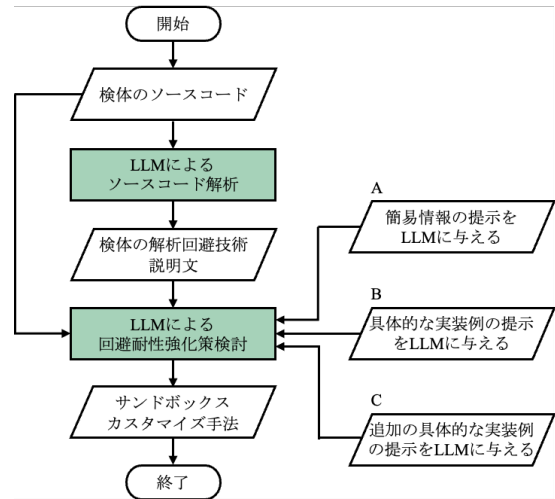 開始
検体のソースコード
LLMによる
ソースコード解析
検体の解析回避技術
説明文
LLMによる
回避耐性強化策検討
サンドボックス
カスタマイズ手法
終了
A
簡易情報の提示を
LLMに与える
B
具体的な実装例の提示
をLLMに与える
C
追加の具体的な実装例
の提示をLLMに与える